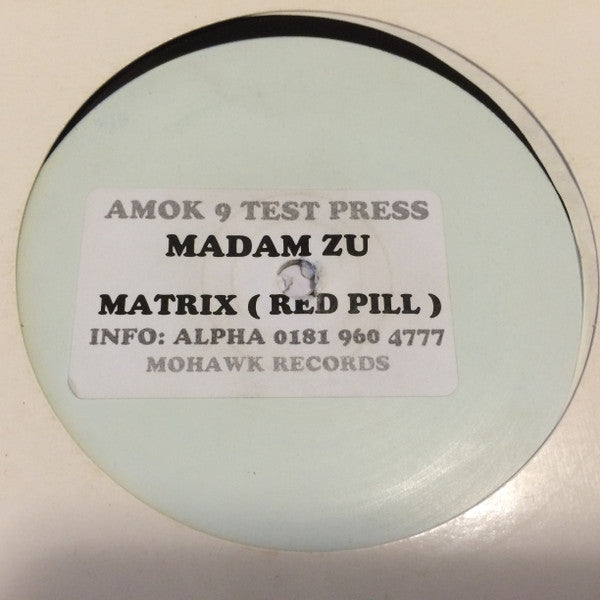 AMOK 9 TEST PRESS
MADAM ZU
MATRIX ( RED PILL )
INFO: ALPHA 0181 960 4777
MOHAWK RECORDS